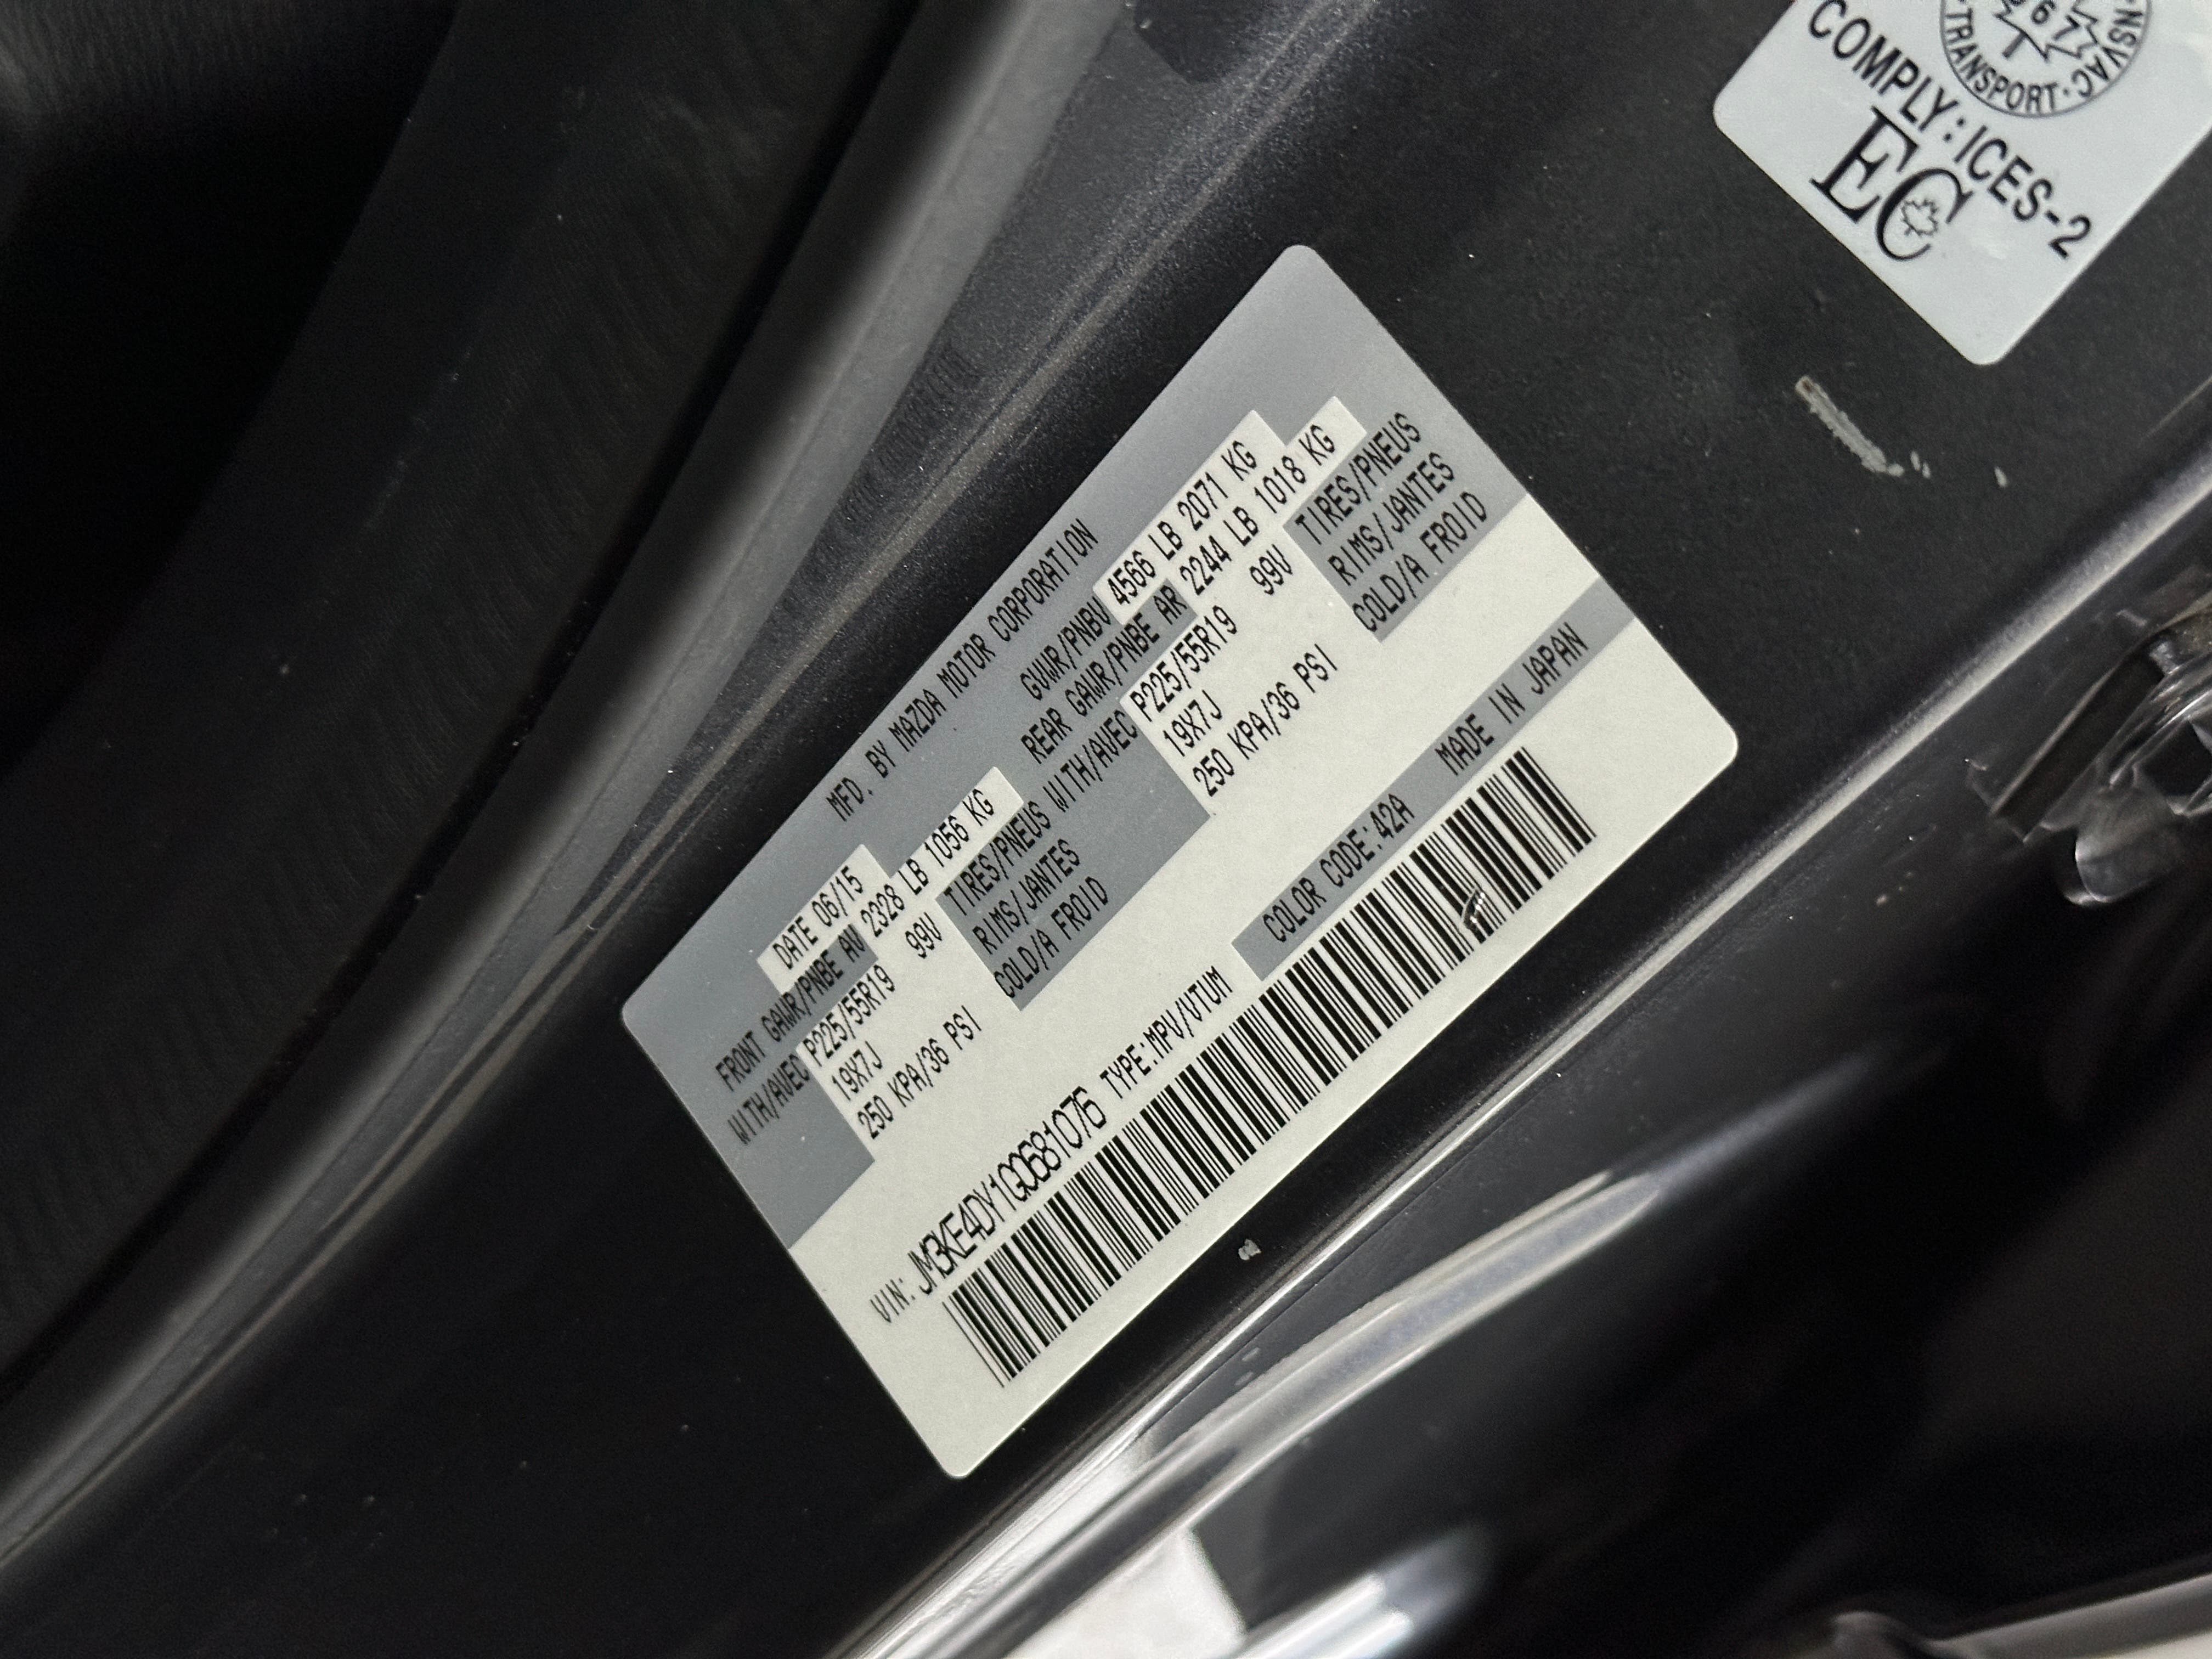 MFD. BY MAZDA MOTOR CORPORATION
DATE 06/15
GVWR/PNBV 4566 LB 2071 KG
FRONT GAWR/PNBE AV 2328 LB 1056 KG
REAR GAWR/PNBE AR 2244 LB 1018 KG
WITH/AVEC P225/55R19 99V TIRES/PNEUS WITH/AVEC P225/55R19 99V TIRES/PNEUS
19X7J RIMS/JANTES 19X7J RIMS/JANTES
250 KPA/36 PSI COLD/A FROID 250 KPA/36 PSI COLD/A FROID
VIN: JM3KE4DY1G0681076 TYPE:MPV/VTUM
COLOR CODE:42A MADE IN JAPAN
967
TRANSPORT
NSVAC
COMPLY:ICES-2
EC